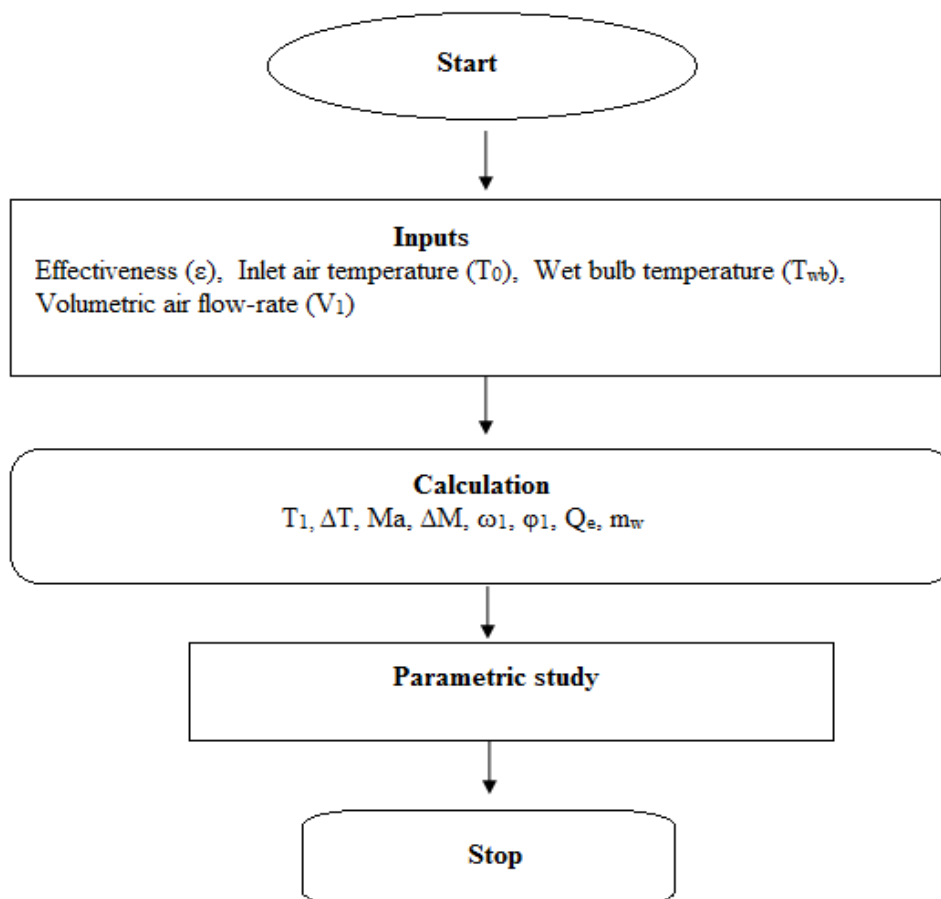 Start
Inputs
Effectiveness (ε), Inlet air temperature (T₀), Wet bulb temperature (Twb),
Volumetric air flow-rate (V₁)
Calculation
T₁, ΔT, Ma, ΔM, ω₁, φ₁, Qₑ, mw
Parametric study
Stop